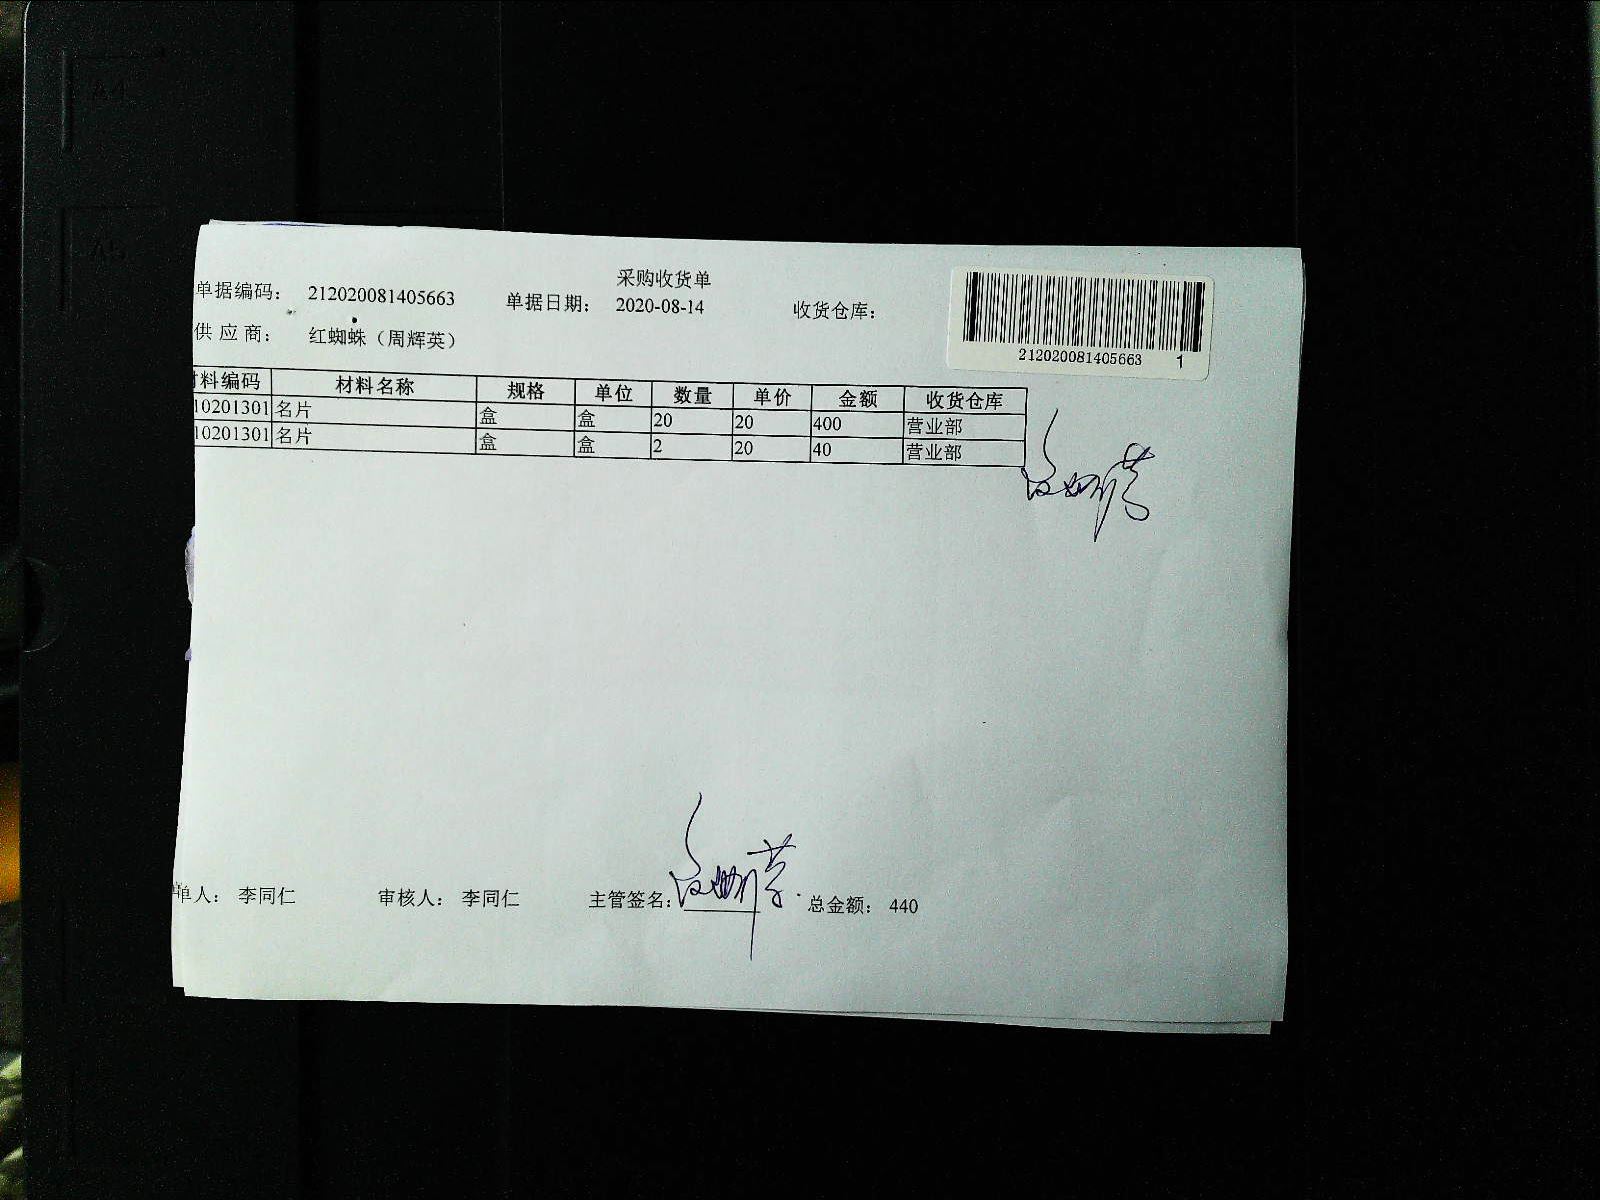 采购收货单
单据编码： 212020081405663 单据日期： 2020-08-14 收货仓库：
212020081405663 1
供应商： 红蜘蛛（周辉英）
材料编码 材料名称 规格 单位 数量 单价 金额 收货仓库
10201301 名片 盒 盒 20 20 400 营业部
10201301 名片 盒 盒 2 20 40 营业部
单人： 李同仁 审核人： 李同仁 主管签名： 总金额： 440